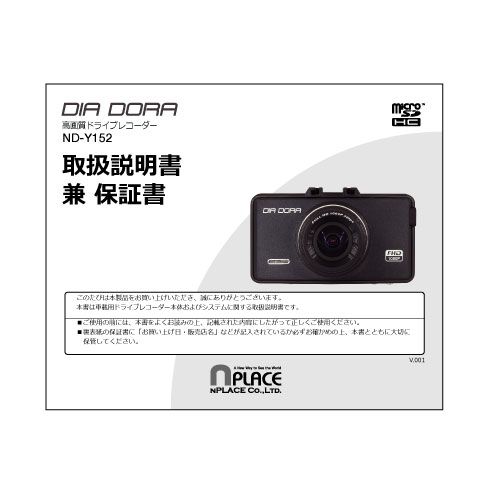 DIA DORA
高画質ドライブレコーダー
ND-Y152
取扱説明書
兼 保証書
micro
SD
HC
DIA DORA
FULL HD 1080P
FHD
1080P
このたびは本製品をお買い上げいただき、誠にありがとうございます。
本書は車載用ドライブレコーダー本体およびシステムに関する取扱説明書です。
■ご使用の前には、本書をよくお読みの上、記載された内容にしたがって正しくご使用ください。
■裏表紙の保証書に「お買い上げ日・販売店名」などが記入されているか必ずお確かめの上、本書とともに大切に
保管してください。
V.001
A New Way to See the World
nPLACE
NPLACE CO.,LTD.